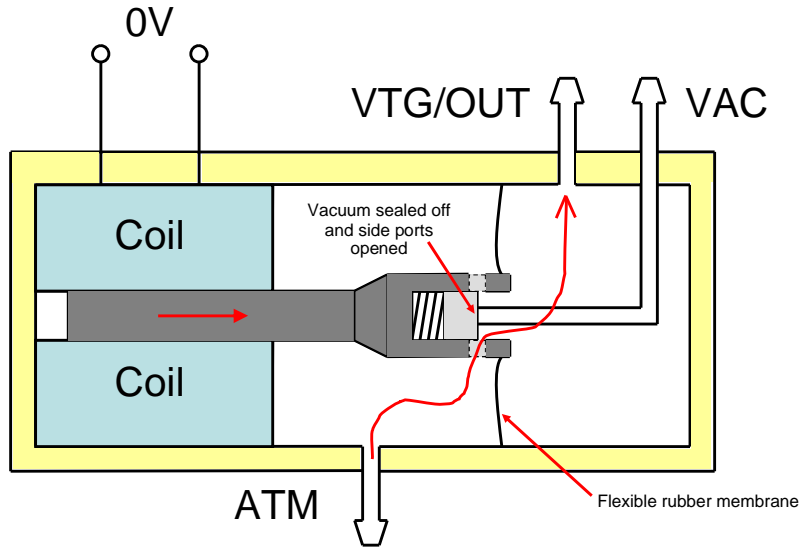 0V
VTG/OUT
VAC
Coil
Vacuum sealed off
and side ports
opened
Coil
ATM
Flexible rubber membrane